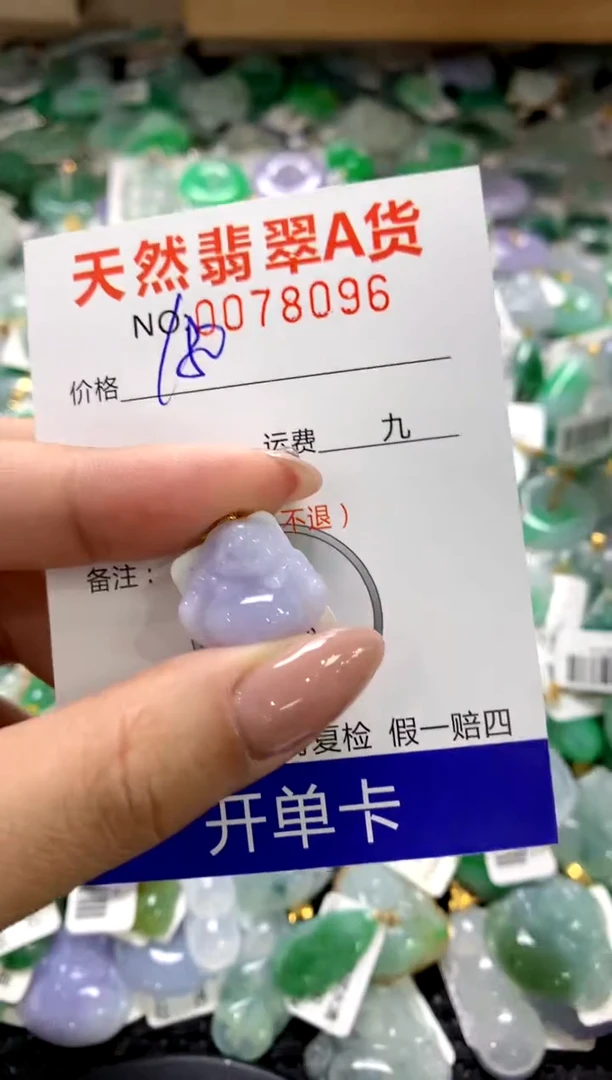 天然翡翠A货
NO:0078096
价格
运费 九
不退）
备注：
复检 假一赔四
开单卡